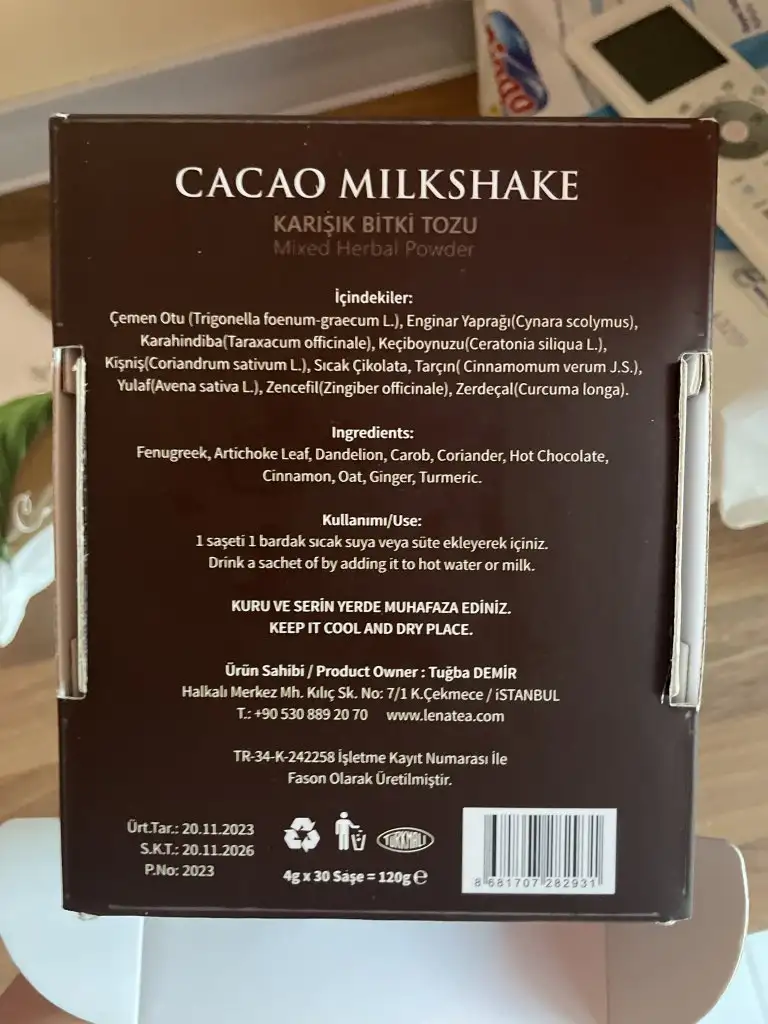 CACAO MILKSHAKE
KARIŞIK BİTKİ TOZU
Mixed Herbal Powder
İçindekiler:
Çemen Otu (Trigonella foenum-graecum L.), Enginar Yaprağı(Cynara scolymus),
Karahindiba(Taraxacum officinale), Keçiboynuzu(Ceratonia siliqua L.),
Kişniş(Coriandrum sativum L.), Sıcak Çikolata, Tarçın( Cinnamomum verum J.S.),
Yulaf(Avena sativa L.), Zencefil(Zingiber officinale), Zerdeçal(Curcuma longa).
Ingredients:
Fenugreek, Artichoke Leaf, Dandelion, Carob, Coriander, Hot Chocolate,
Cinnamon, Oat, Ginger, Turmeric.
Kullanımı/Use:
1 saşeti 1 bardak sıcak suya veya süte ekleyerek içiniz.
Drink a sachet of by adding it to hot water or milk.
KURU VE SERİN YERDE MUHAFAZA EDİNİZ.
KEEP IT COOL AND DRY PLACE.
Ürün Sahibi / Product Owner : Tuğba DEMİR
Halkalı Merkez Mh. Kılıç Sk. No: 7/1 K.Çekmece / iSTANBUL
T.: +90 530 889 20 70 www.lenatea.com
TR-34-K-242258 İşletme Kayıt Numarası İle
Fason Olarak Üretilmiştir.
Ürt.Tar.: 20.11.2023
S.K.T.: 20.11.2026
P.No: 2023
TÜRKMALI
4g x 30 Saşe = 120g e
8 681707 282931